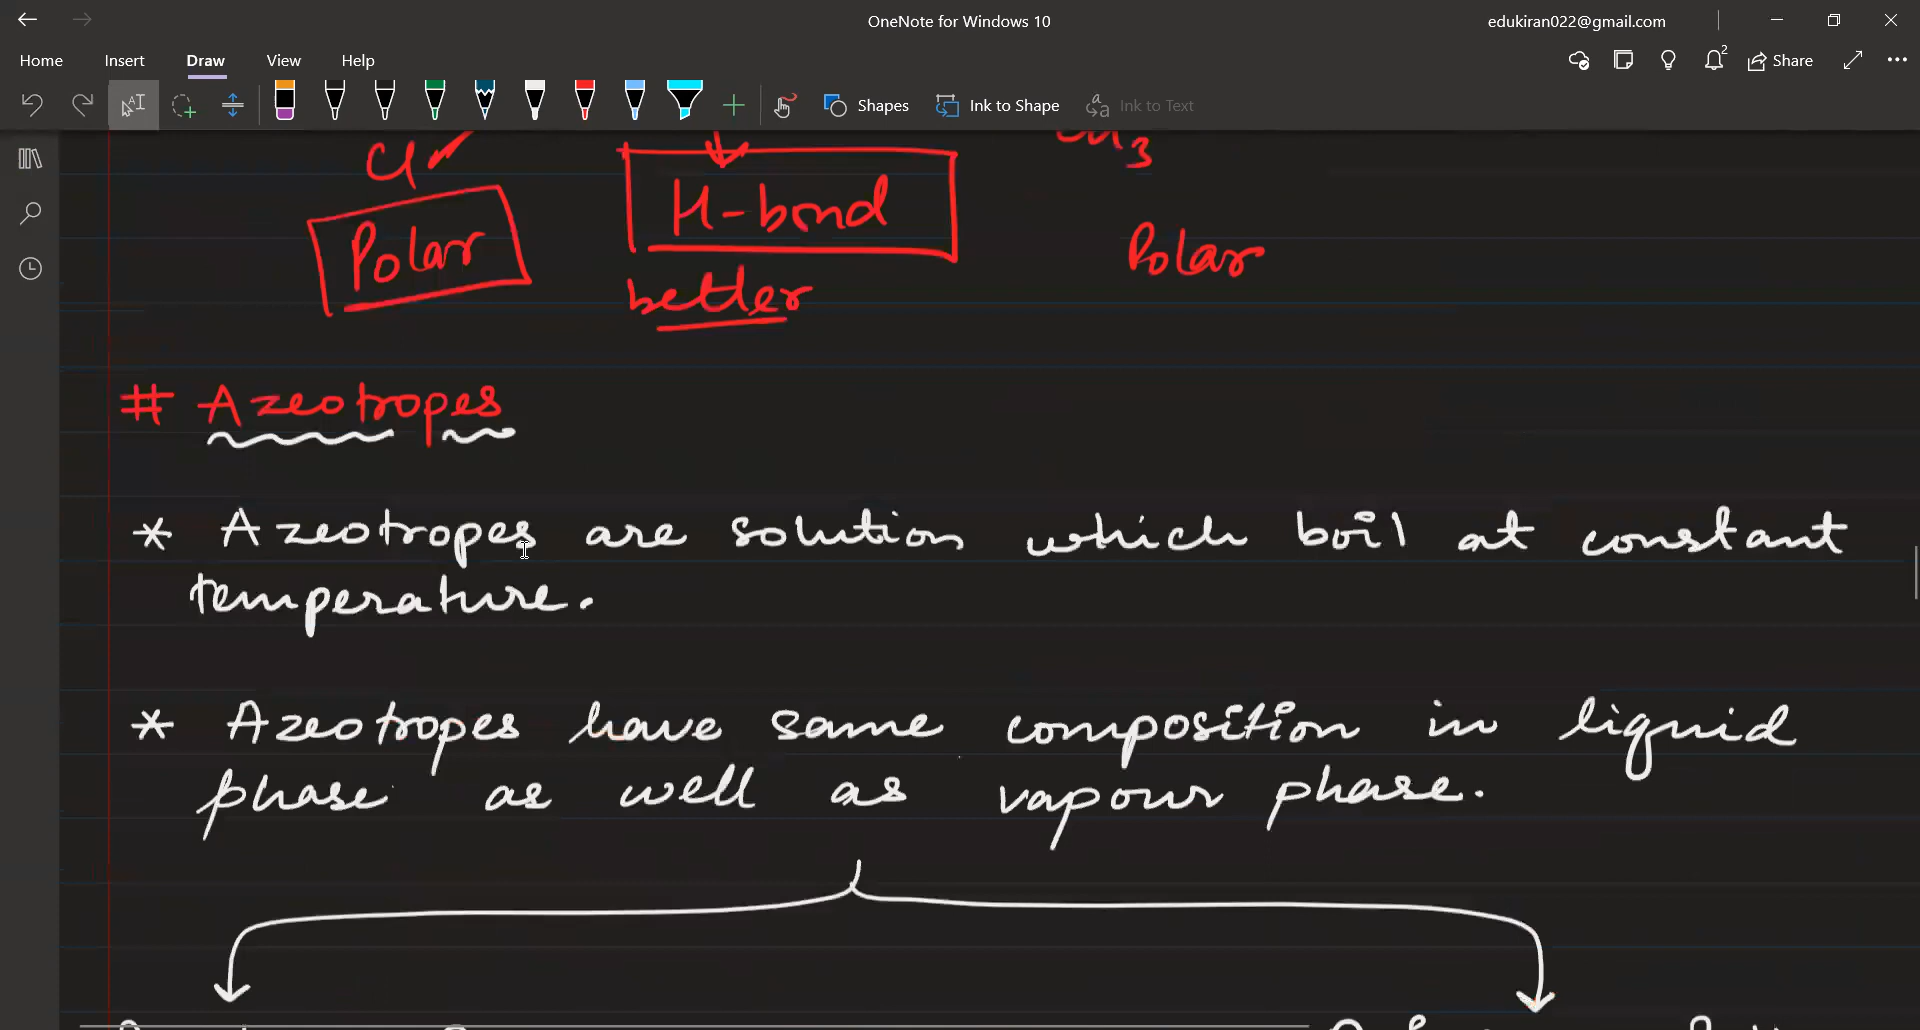 OneNote for Windows 10
edukiran022@gmail.com
Home Insert Draw View Help
2
Share
Shapes
Ink to Shape
Ink to Text
Cl
H-bond
Polar
Polar
better
# Azeotropes
* Azeotropes are solution which boil at constant
temperature.
* Azeotropes have same composition in liquid
phase as well as vapour phase.